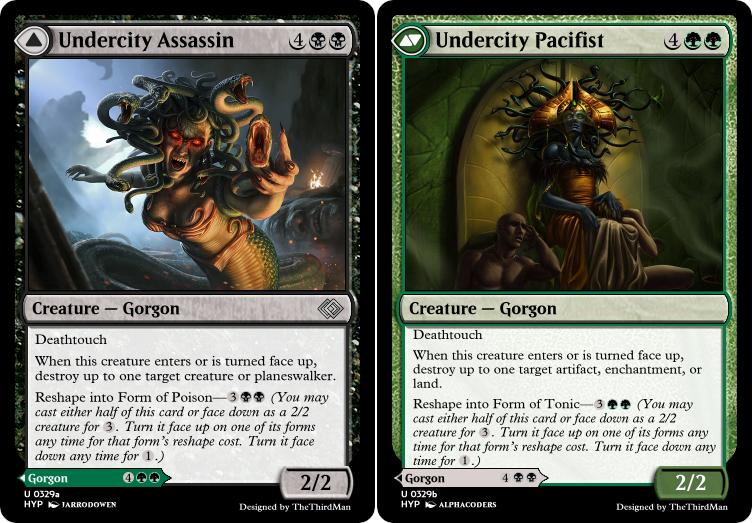 Undercity Assassin 4
Creature — Gorgon
Deathtouch
When this creature enters or is turned face up,
destroy up to one target creature or planeswalker.
Reshape into Form of Poison—3 (You may
cast either half of this card or face down as a 2/2
creature for 3. Turn it face up on one of its forms
any time for that form's reshape cost. Turn it face
down any time for 1.)
Gorgon 4
2/2
U 0329a
HYP JARRODOWEN
Designed by TheThirdMan
Undercity Pacifist 4
Creature — Gorgon
Deathtouch
When this creature enters or is turned face up,
destroy up to one target artifact, enchantment, or
land.
Reshape into Form of Tonic—3 (You may
cast either half of this card or face down as a 2/2
creature for 3. Turn it face up on one of its forms
any time for that form's reshape cost. Turn it face
down any time for 1.)
Gorgon 4
2/2
U 0329b
HYP ALPHACODERS
Designed by TheThirdMan